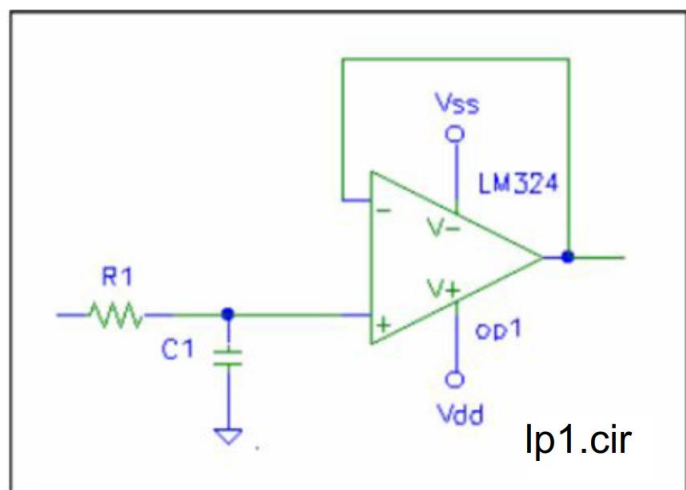 Vss
LM324
-
V-
R1
V+
+
op1
C1
Vdd
lp1.cir